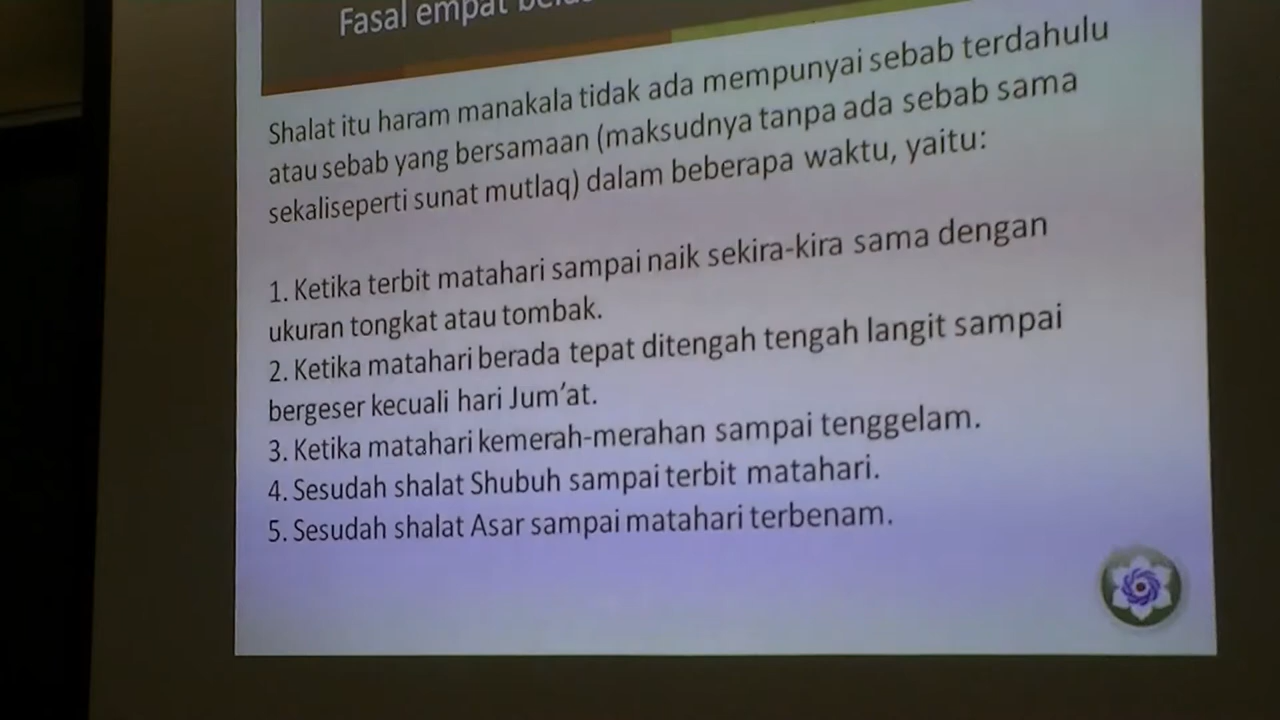 Fasal empat
Shalat itu haram manakala tidak ada mempunyai sebab terdahulu
atau sebab yang bersamaan (maksudnya tanpa ada sebab sama
sekaliseperti sunat mutlaq) dalam beberapa waktu, yaitu:
1. Ketika terbit matahari sampai naik sekira-kira sama dengan
ukuran tongkat atau tombak.
2. Ketika matahari berada tepat ditengah tengah langit sampai
bergeser kecuali hari Jum’at.
3. Ketika matahari kemerah-merahan sampai tenggelam.
4. Sesudah shalat Shubuh sampai terbit matahari.
5. Sesudah shalat Asar sampai matahari terbenam.